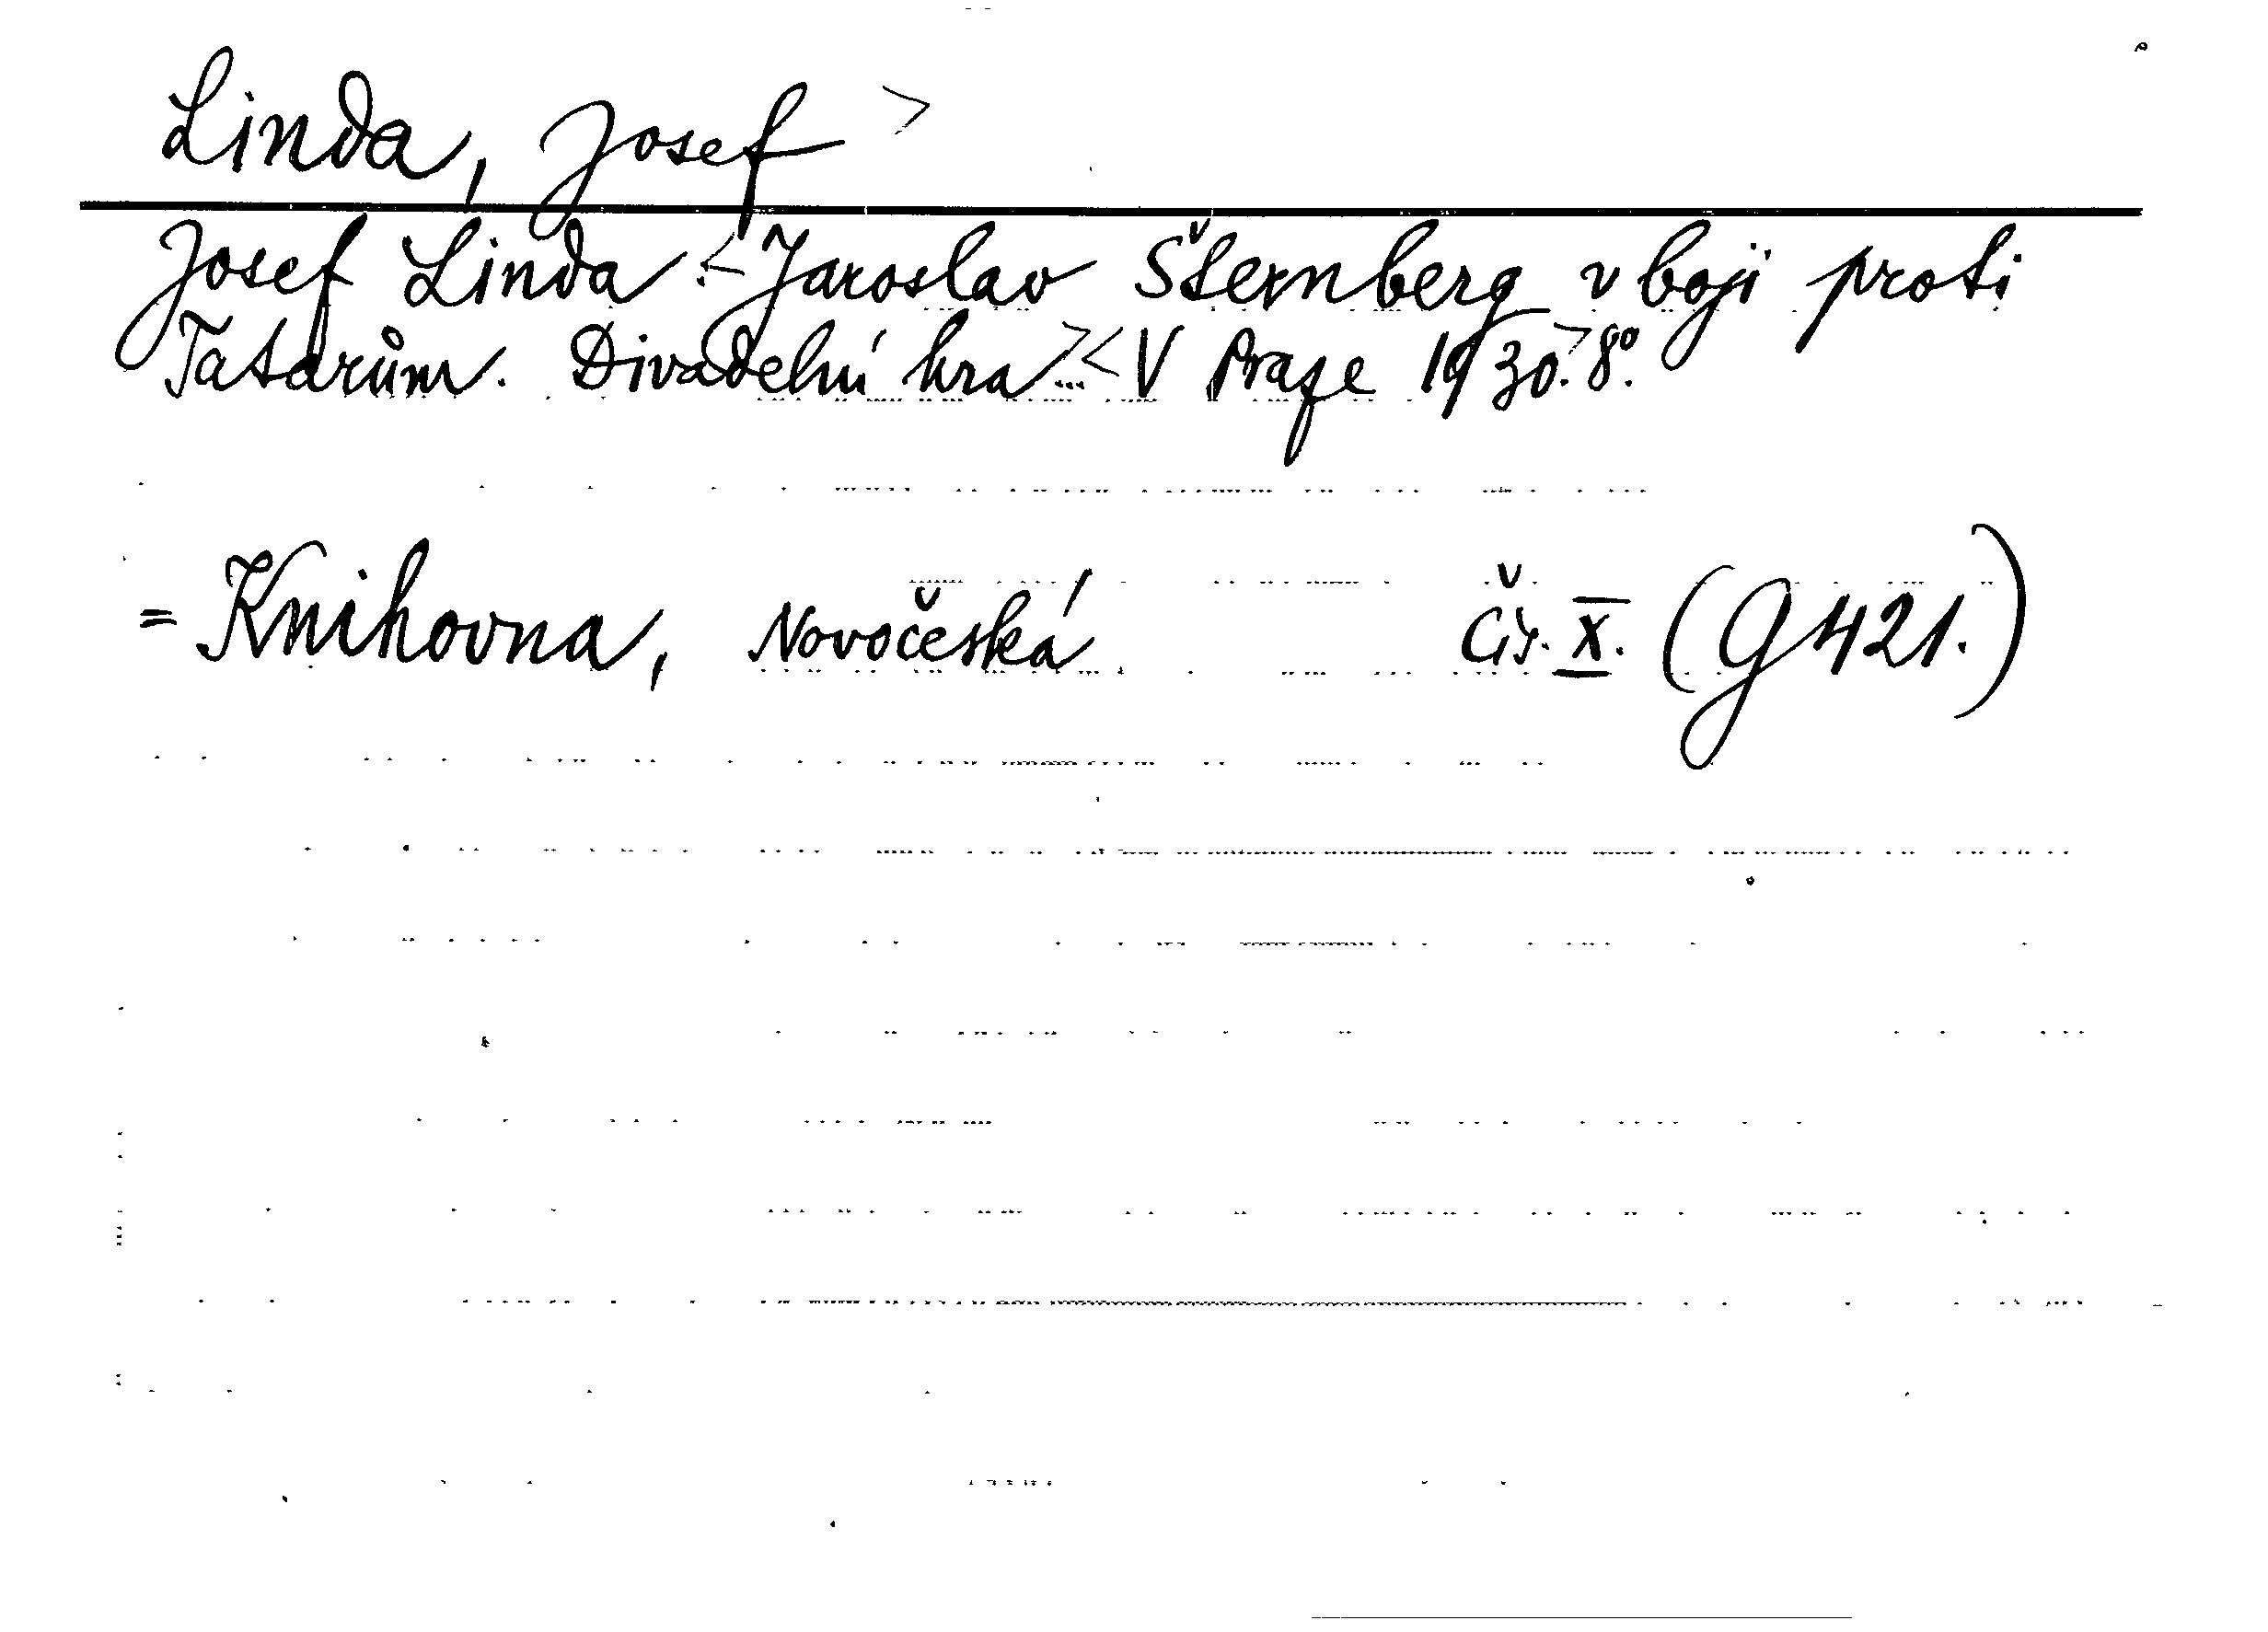 Linda, Josef >
Josef Linda : < Jaroslav Šternberg v boji proti
Tatarům. Divadelní hra > ... < V Praze 1930. > 8°.
= Knihovna, Novočeská Čís. X. (G 421.)